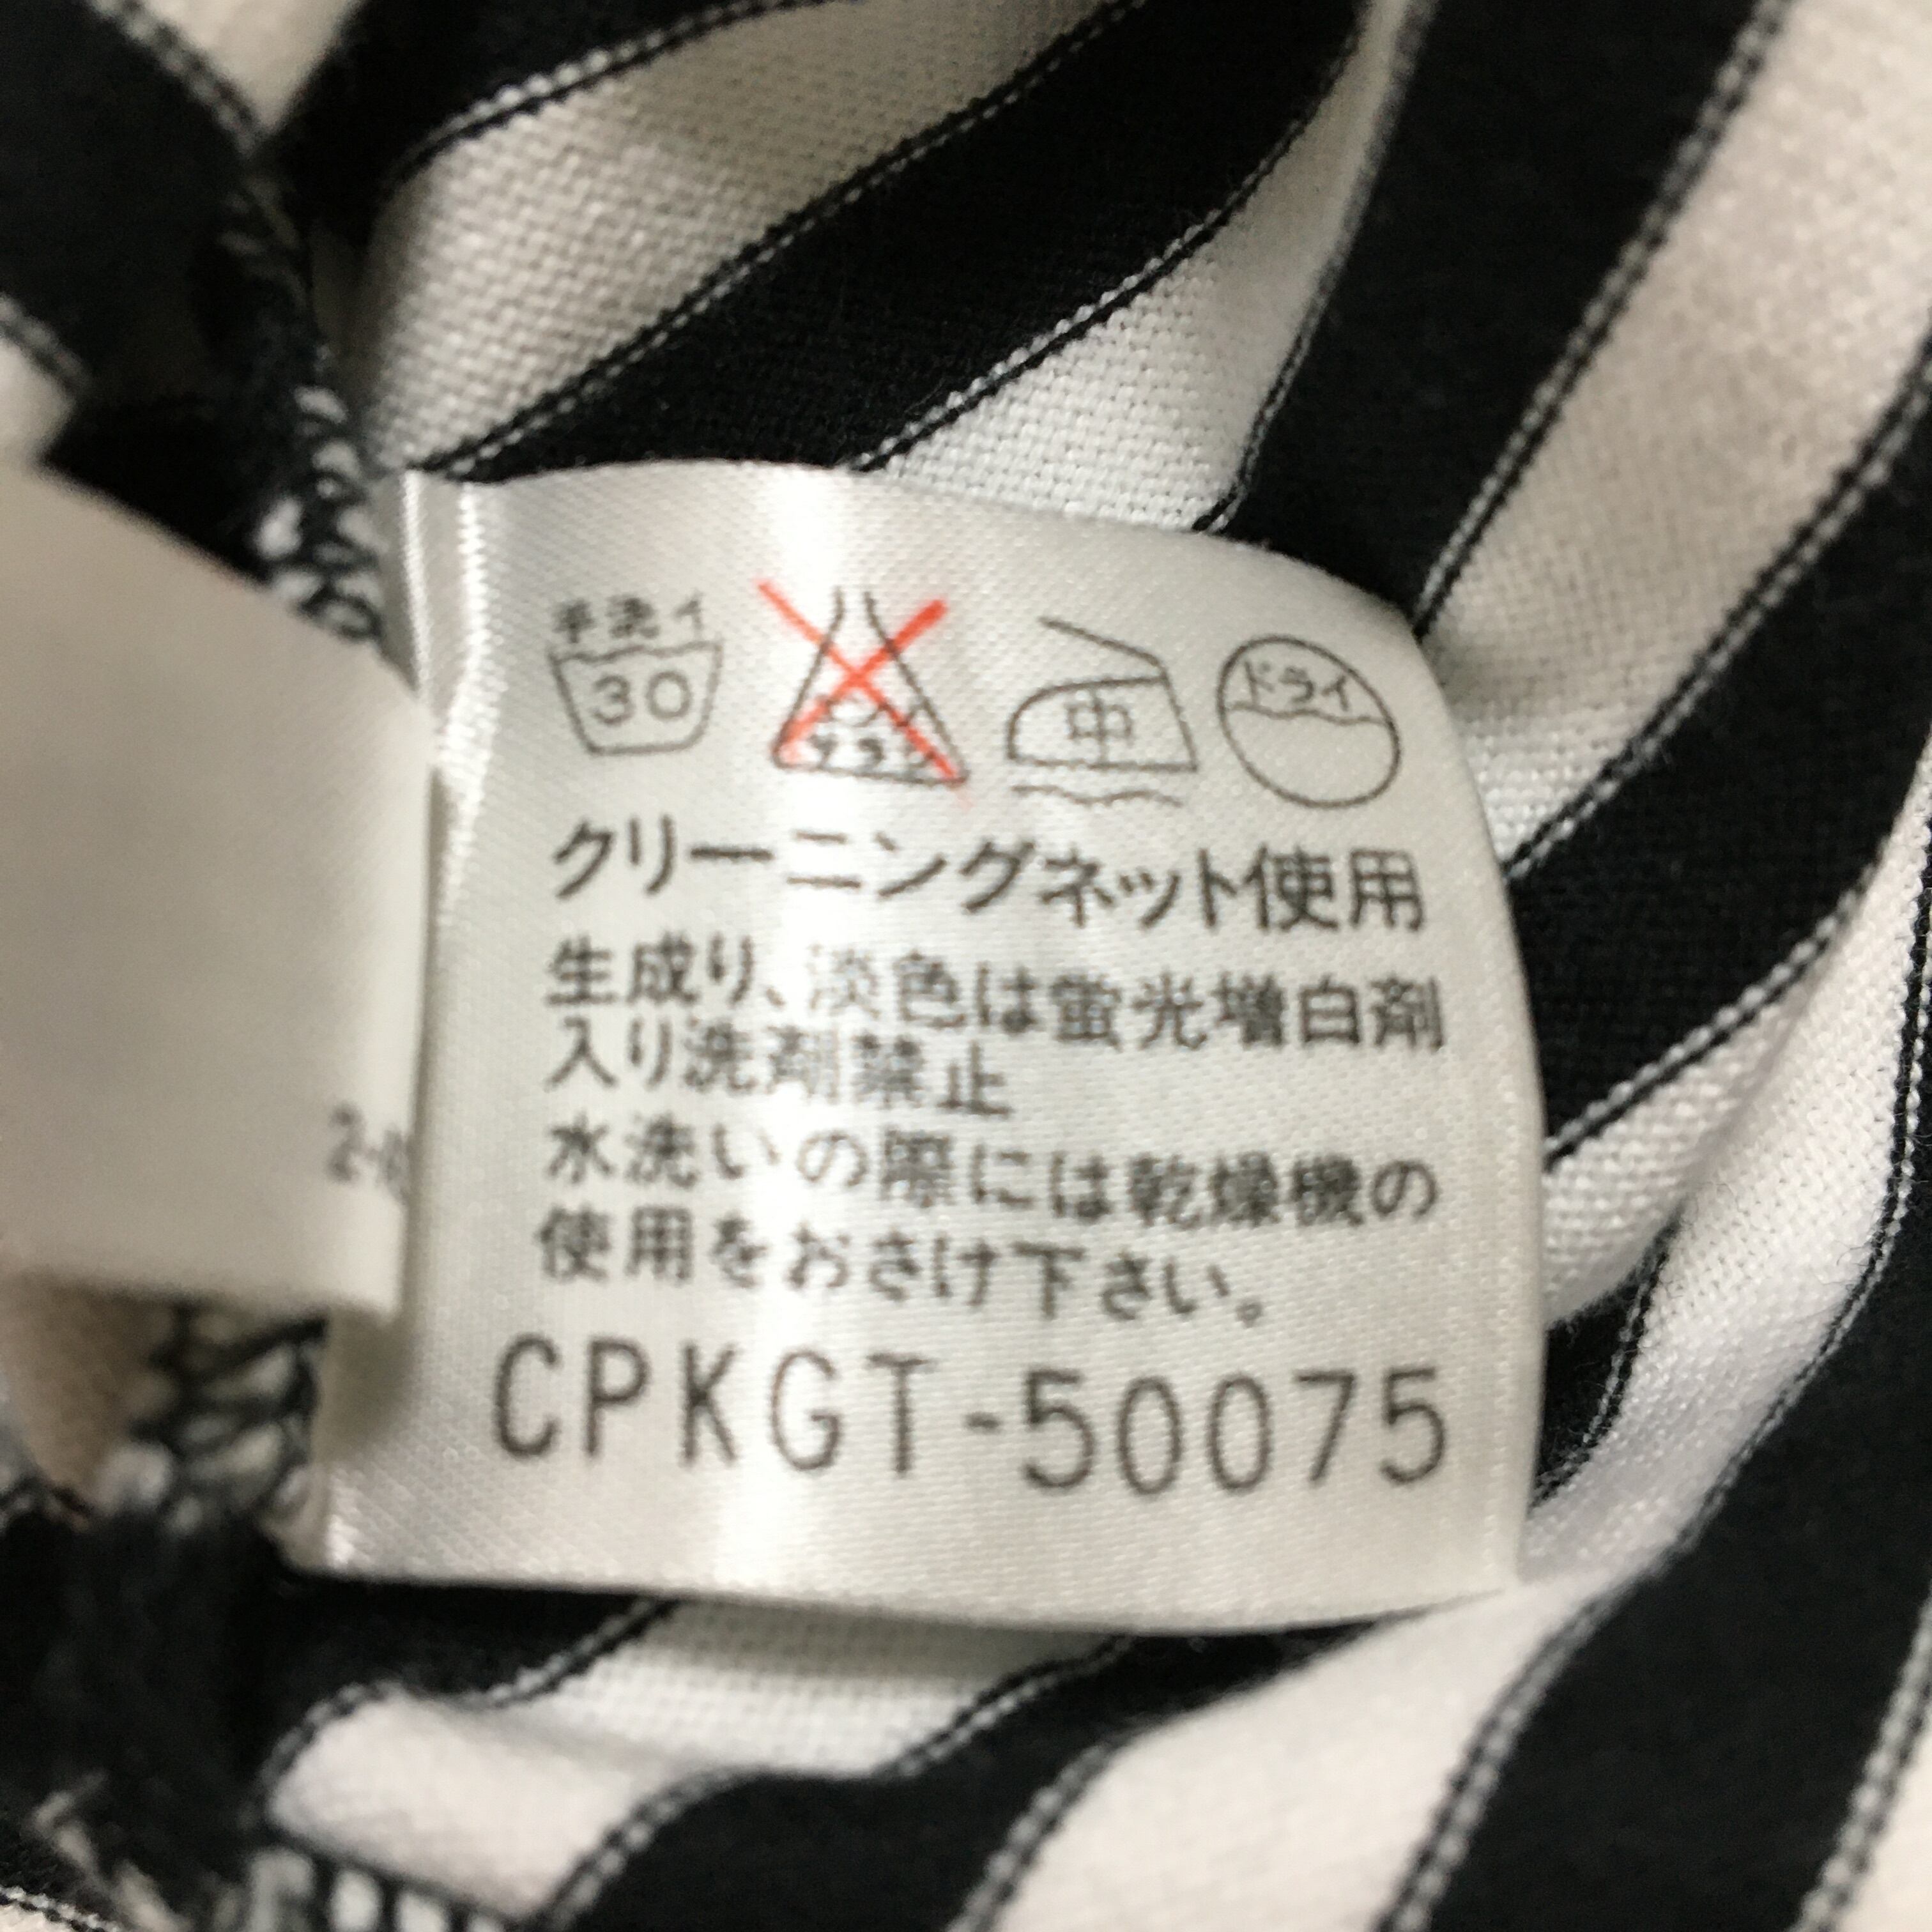 手洗イ
30
中
ドライ
クリーニングネット使用
生成り、淡色は蛍光増白剤
入り洗剤禁止
水洗いの際には乾燥機の
使用をおさけ下さい。
CPKGT-50075